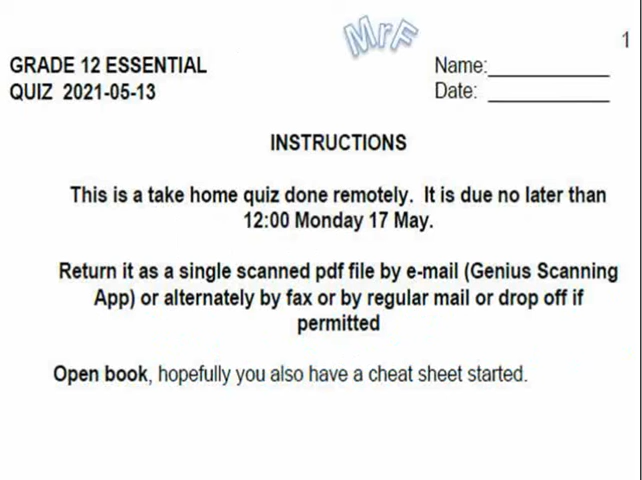 MrF
1
GRADE 12 ESSENTIAL
Name:___________
QUIZ 2021-05-13
Date: ___________
INSTRUCTIONS
This is a take home quiz done remotely. It is due no later than
12:00 Monday 17 May.
Return it as a single scanned pdf file by e-mail (Genius Scanning
App) or alternately by fax or by regular mail or drop off if
permitted
Open book, hopefully you also have a cheat sheet started.